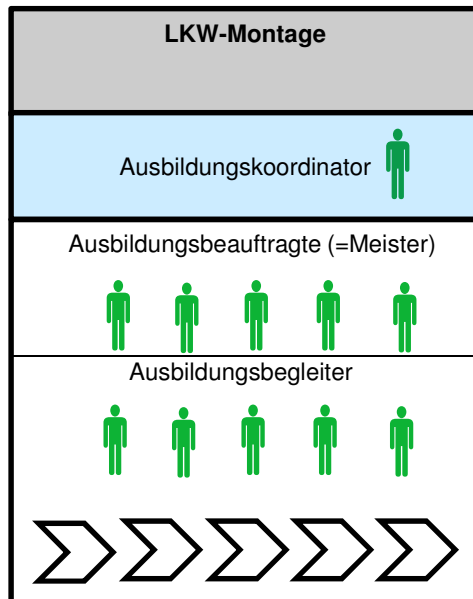 LKW-Montage
Ausbildungskoordinator
Ausbildungsbeauftragte (=Meister)
Ausbildungsbegleiter